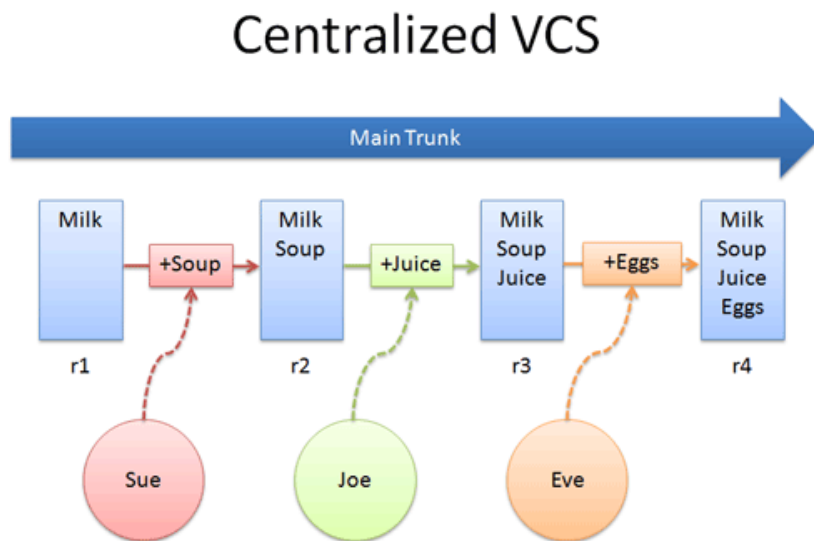 Centralized VCS
Main Trunk
Milk
+Soup
Milk
Soup
+Juice
Milk
Soup
Juice
+Eggs
Milk
Soup
Juice
Eggs
r1
r2
r3
r4
Sue
Joe
Eve